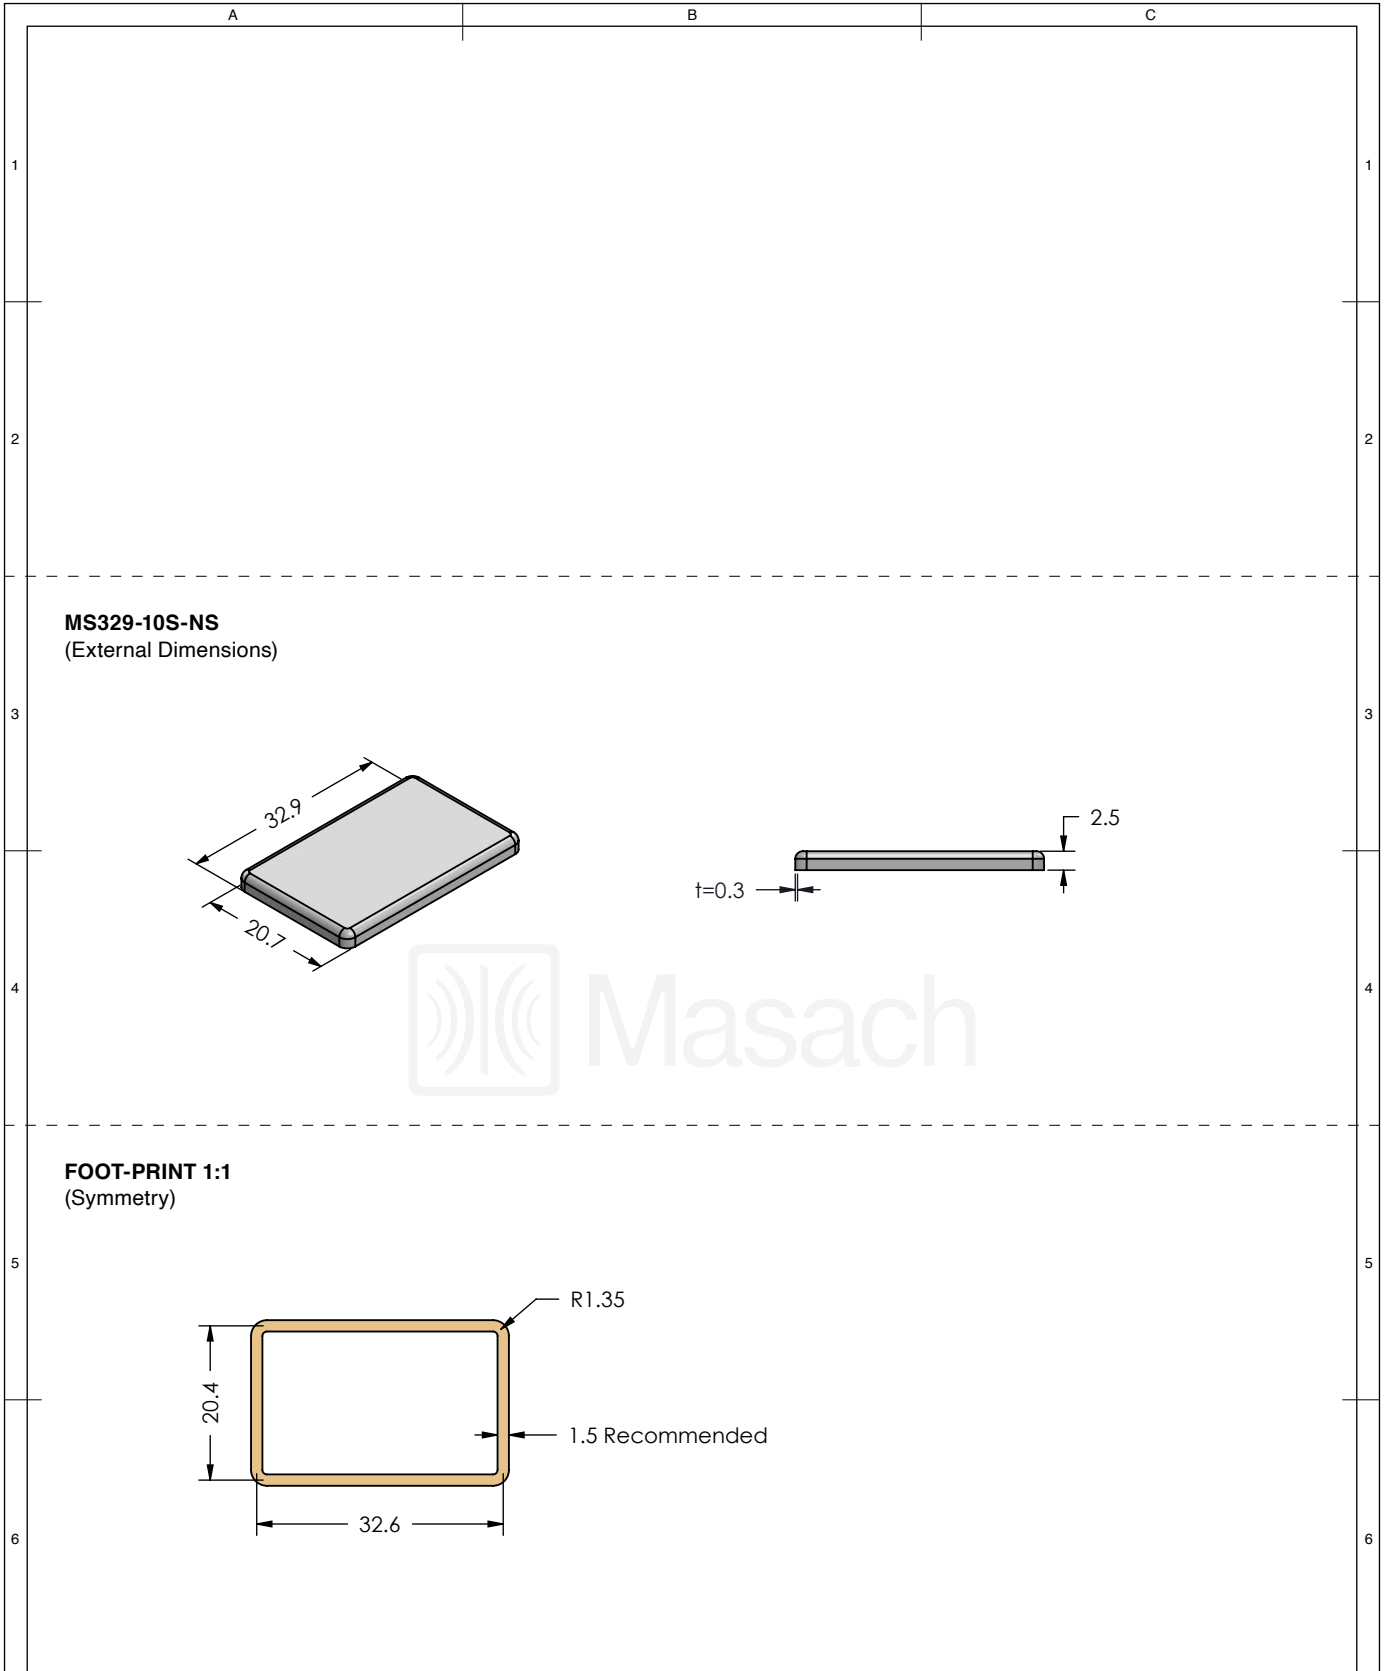 A B C
1 1
2 2
MS329-10S-NS
(External Dimensions)
3 3
32.9
2.5
t=0.3
20.7
Masach
4 4
FOOT-PRINT 1:1
(Symmetry)
5 5
R1.35
20.4
1.5 Recommended
32.6
6 6